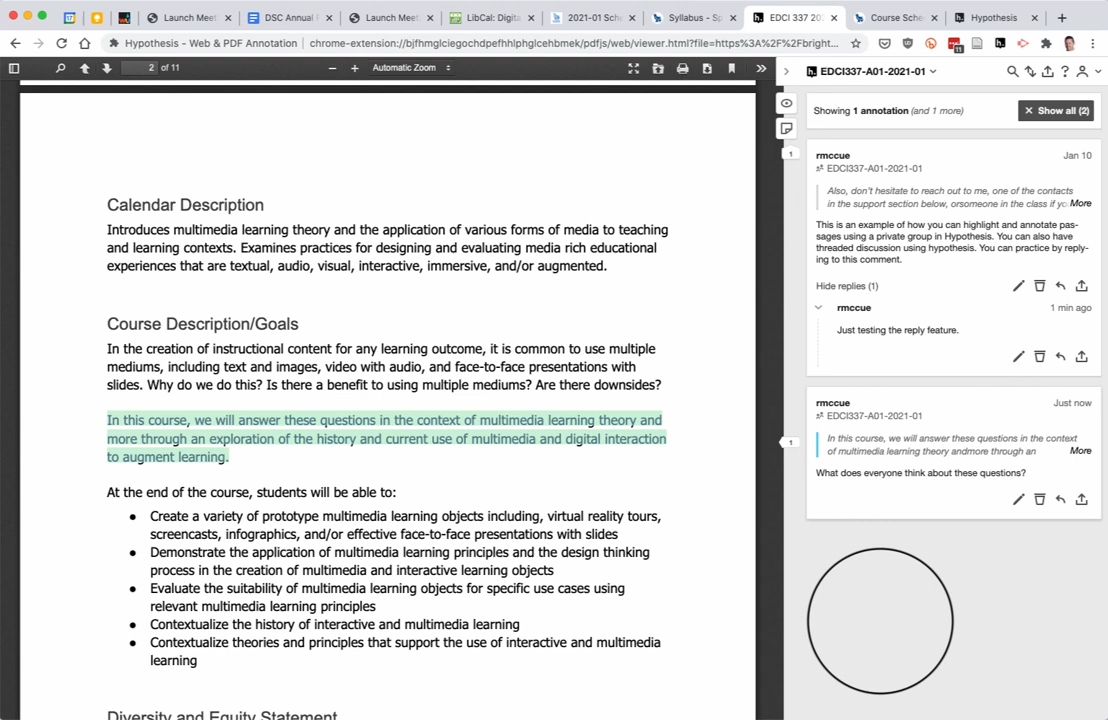 Launch Meet
DSC Annual F
Launch Meet
LibCal: Digita
2021-01 Sche
Syllabus - Sp
EDCI 337 202
Course Sche
Hypothesis
Hypothesis - Web & PDF Annotation
chrome-extension://bjfhmglciegochdpefhhlphglcehbmek/pdfjs/web/viewer.html?file=https%3A%2F%2Fbright...
11
2 of 11
Automatic Zoom
EDCI337-A01-2021-01
Showing 1 annotation (and 1 more)
Show all (2)
Calendar Description
Introduces multimedia learning theory and the application of various forms of media to teaching
and learning contexts. Examines practices for designing and evaluating media rich educational
experiences that are textual, audio, visual, interactive, immersive, and/or augmented.
Course Description/Goals
In the creation of instructional content for any learning outcome, it is common to use multiple
mediums, including text and images, video with audio, and face-to-face presentations with
slides. Why do we do this? Is there a benefit to using multiple mediums? Are there downsides?
In this course, we will answer these questions in the context of multimedia learning theory and
more through an exploration of the history and current use of multimedia and digital interaction
to augment learning.
At the end of the course, students will be able to:
● Create a variety of prototype multimedia learning objects including, virtual reality tours,
screencasts, infographics, and/or effective face-to-face presentations with slides
● Demonstrate the application of multimedia learning principles and the design thinking
process in the creation of multimedia and interactive learning objects
● Evaluate the suitability of multimedia learning objects for specific use cases using
relevant multimedia learning principles
● Contextualize the history of interactive and multimedia learning
● Contextualize theories and principles that support the use of interactive and multimedia
learning
Diversity and Equity Statement
1
rmccue Jan 10
EDCI337-A01-2021-01
Also, don't hesitate to reach out to me, one of the contacts
in the support section below, orsomeone in the class if yo More
This is an example of how you can highlight and annotate pas-
sages using a private group in Hypothesis. You can also have
threaded discussion using hypothesis. You can practice by reply-
ing to this comment.
Hide replies (1)
rmccue 1 min ago
Just testing the reply feature.
1
rmccue Just now
EDCI337-A01-2021-01
In this course, we will answer these questions in the context
of multimedia learning theory andmore through an More
What does everyone think about these questions?